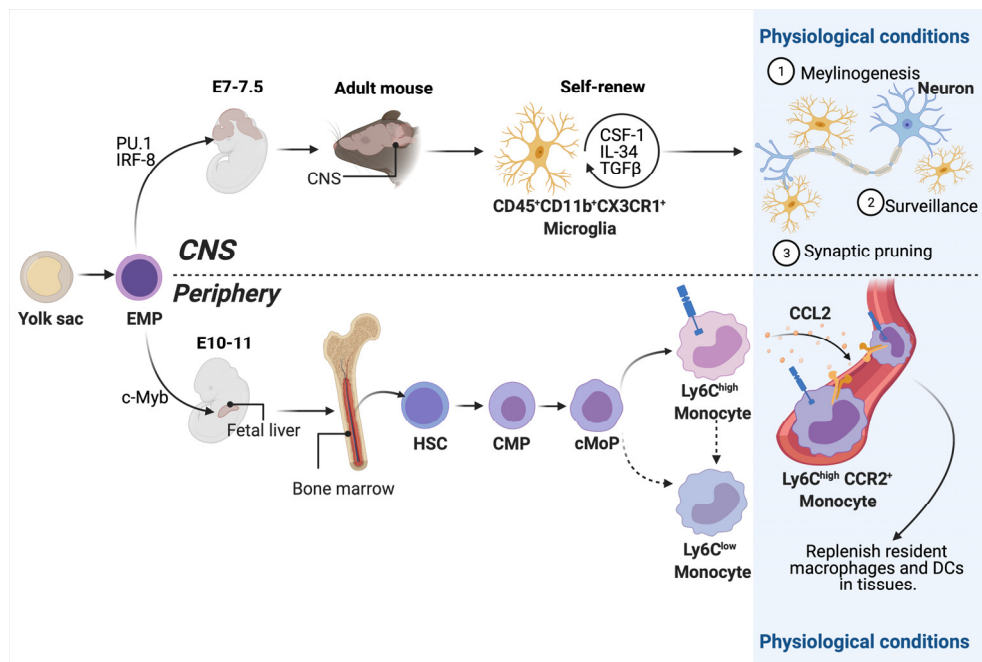 Physiological conditions
1 Meylinogenesis
Neuron
E7-7.5
Adult mouse
Self-renew
PU.1
IRF-8
CSF-1
IL-34
TGFβ
CNS
CD45⁺CD11b⁺CX3CR1⁺
Microglia
2 Surveillance
3 Synaptic pruning
CNS
Periphery
Yolk sac
EMP
E10-11
c-Myb
Fetal liver
Bone marrow
HSC
CMP
cMoP
Ly6Cʰⁱᵍʰ
Monocyte
Ly6Cˡᵒʷ
Monocyte
CCL2
Ly6Cʰⁱᵍʰ CCR2⁺
Monocyte
Replenish resident
macrophages and DCs
in tissues.
Physiological conditions